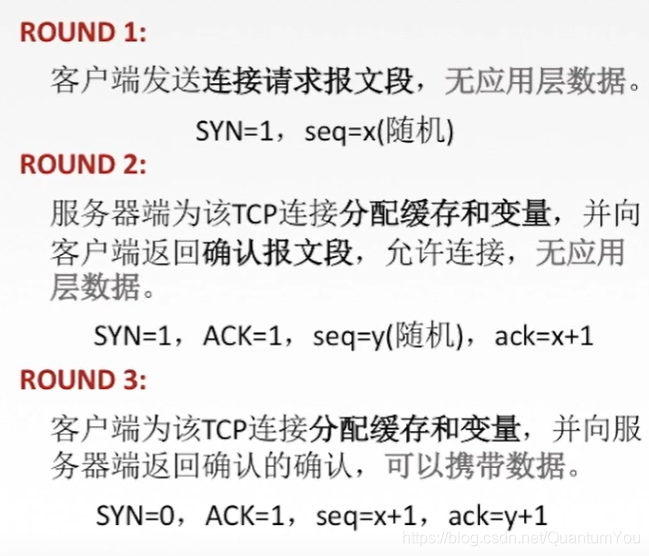 ROUND 1:
客户端发送连接请求报文段，无应用层数据。
SYN=1，seq=x(随机)
ROUND 2:
服务器端为该TCP连接分配缓存和变量，并向
客户端返回确认报文段，允许连接，无应用
层数据。
SYN=1，ACK=1，seq=y(随机)，ack=x+1
ROUND 3:
客户端为该TCP连接分配缓存和变量，并向服
务器端返回确认的确认，可以携带数据。
SYN=0，ACK=1，seq=x+1，ack=y+1
https://blog.csdn.net/QuantumYou